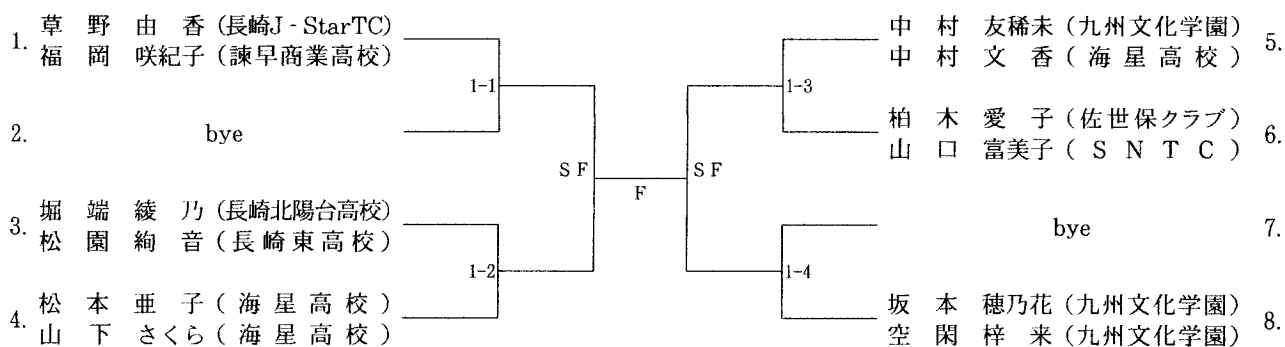 1. 草野 由香 (長崎J-StarTC)
福岡 咲紀子 (諫早商業高校)
1-1
2. bye
SF
3. 堀端 綾乃 (長崎北陽台高校)
松園 絢音 (長崎東高校)
1-2
4. 松本 亜子 (海星高校)
山下 さくら (海星高校)
F
中村 友稀未 (九州文化学園) 5.
中村 文香 (海星高校)
1-3
柏木 愛子 (佐世保クラブ) 6.
山口 富美子 (SNTC)
SF
bye 7.
1-4
坂本 穂乃花 (九州文化学園) 8.
空閑 梓来 (九州文化学園)